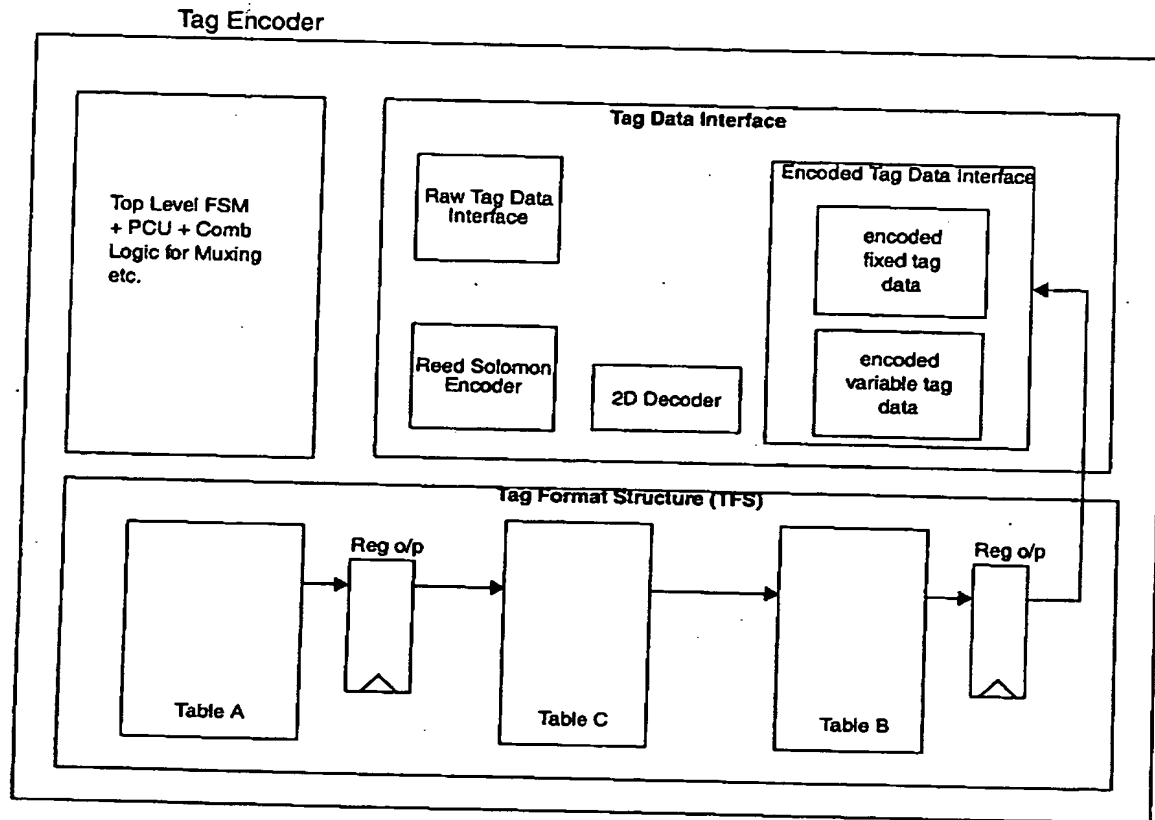 Tag Encoder
Top Level FSM
+ PCU + Comb
Logic for Muxing
etc.
Tag Data Interface
Raw Tag Data
Interface
Encoded Tag Data Interface
encoded
fixed tag
data
Reed Solomon
Encoder
2D Decoder
encoded
variable tag
data
Tag Format Structure (TFS)
Table A
Reg o/p
Table C
Table B
Reg o/p